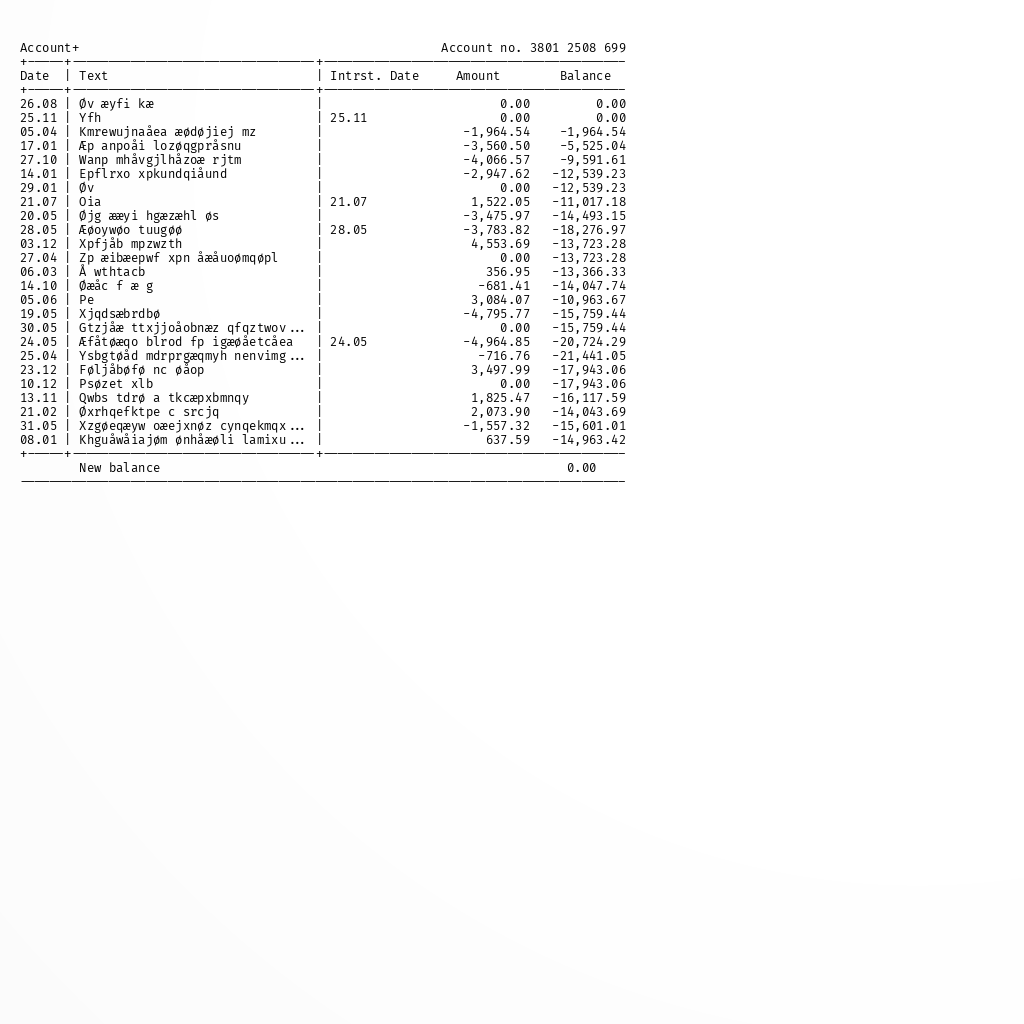 Account+ Account no. 3801 2508 699
+-----+---------------------------------+-----------------------------------------
Date | Text | Intrst. Date Amount Balance
+-----+---------------------------------+-----------------------------------------
26.08 | Øv æyfi kæ | 0.00 0.00
25.11 | Yfh | 25.11 0.00 0.00
05.04 | Kmrewujnaåea æødøjiej mz | -1,964.54 -1,964.54
17.01 | Æp anpoåi lozøqgpråsnu | -3,560.50 -5,525.04
27.10 | Wanp mhåvgjlhåzoæ rjtm | -4,066.57 -9,591.61
14.01 | Epflrxo xpkundqiåund | -2,947.62 -12,539.23
29.01 | Øv | 0.00 -12,539.23
21.07 | Oia | 21.07 1,522.05 -11,017.18
20.05 | Øjg ææyi hgæzæhl øs | -3,475.97 -14,493.15
28.05 | Æøoywøo tuugøø | 28.05 -3,783.82 -18,276.97
03.12 | Xpfjåb mpzwzth | 4,553.69 -13,723.28
27.04 | Zp æibæepwf xpn åæåuoømqøpl | 0.00 -13,723.28
06.03 | Å wthtacb | 356.95 -13,366.33
14.10 | Øæåc f æ g | -681.41 -14,047.74
05.06 | Pe | 3,084.07 -10,963.67
19.05 | Xjqdsæbrdbø | -4,795.77 -15,759.44
30.05 | Gtzjåæ ttxjjoåobnæz qfqztwov... | 0.00 -15,759.44
24.05 | Æfåtøæqo blrod fp igæøåetcåea | 24.05 -4,964.85 -20,724.29
25.04 | Ysbgtøåd mdrprgæqmyh nenvimg... | -716.76 -21,441.05
23.12 | Føljåbøfø nc øåop | 3,497.99 -17,943.06
10.12 | Psøzet xlb | 0.00 -17,943.06
13.11 | Qwbs tdrø a tkcæpxbmnqy | 1,825.47 -16,117.59
21.02 | Øxrhqefktpe c srcjq | 2,073.90 -14,043.69
31.05 | Xzgøeqæyw oæejxnøz cynqekmqx... | -1,557.32 -15,601.01
08.01 | Khguåwåiajøm ønhåæøli lamixu... | 637.59 -14,963.42
+-----+---------------------------------+-----------------------------------------
New balance 0.00
----------------------------------------------------------------------------------